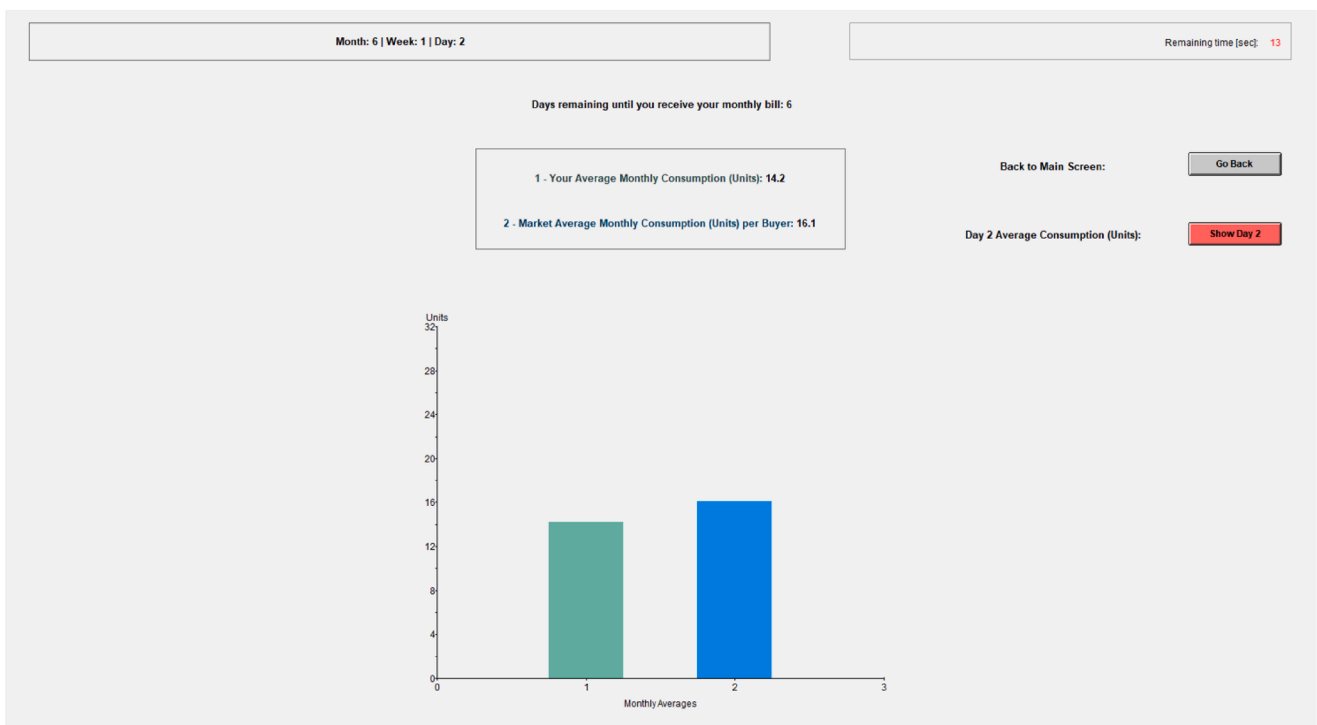 Month: 6 | Week: 1 | Day: 2
Remaining time [sec]: 13
Days remaining until you receive your monthly bill: 6
1 - Your Average Monthly Consumption (Units): 14.2
2 - Market Average Monthly Consumption (Units) per Buyer: 16.1
Back to Main Screen:
Go Back
Day 2 Average Consumption (Units):
Show Day 2
Units
32
28
24
20
16
12
8
4
0
0 1 2 3
Monthly Averages